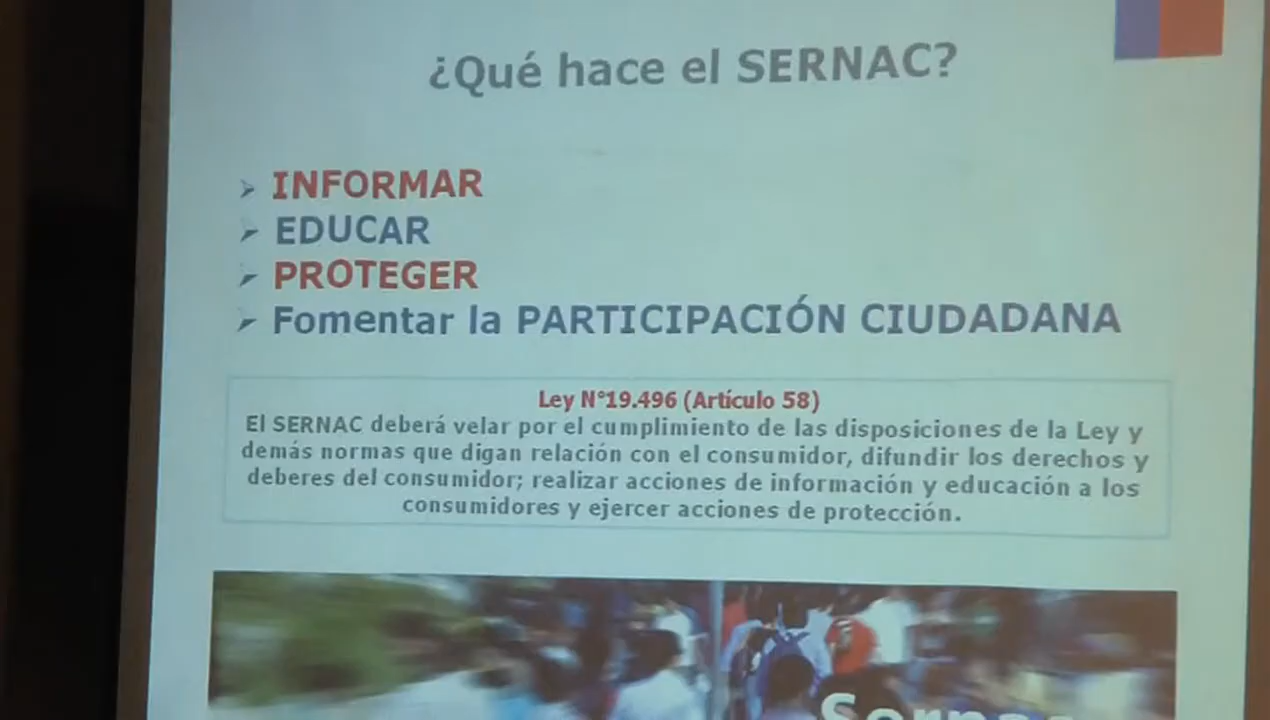 ¿Qué hace el SERNAC?
INFORMAR
EDUCAR
PROTEGER
Fomentar la PARTICIPACIÓN CIUDADANA
Ley N°19.496 (Artículo 58)
El SERNAC deberá velar por el cumplimiento de las disposiciones de la Ley y
demás normas que digan relación con el consumidor, difundir los derechos y
deberes del consumidor; realizar acciones de información y educación a los
consumidores y ejercer acciones de protección.
Sernac